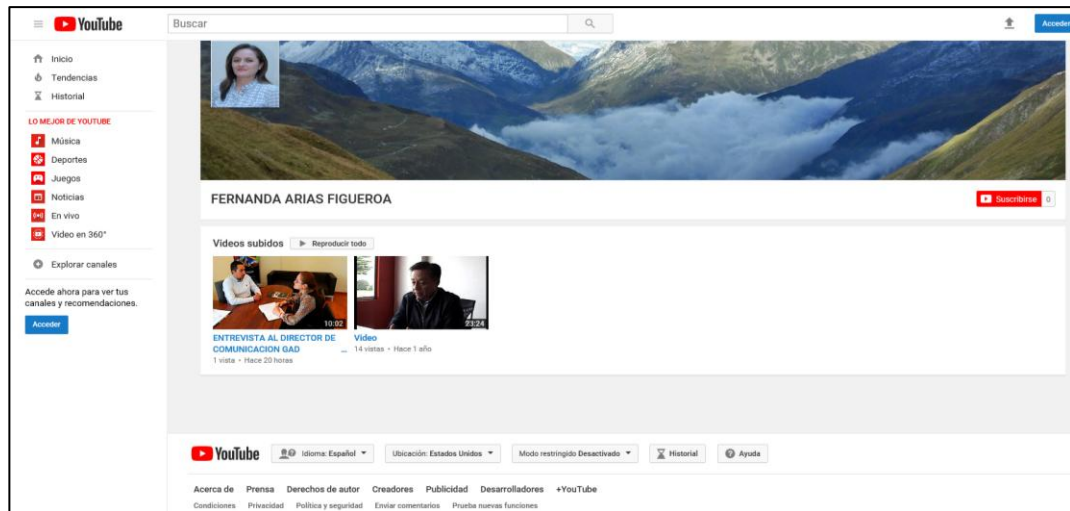 YouTube
Buscar
Acceder
Inicio
Tendencias
Historial
LO MEJOR DE YOUTUBE
Música
Deportes
Juegos
Noticias
En vivo
Video en 360°
Explorar canales
Accede ahora para ver tus
canales y recomendaciones.
Acceder
FERNANDA ARIAS FIGUEROA
Suscribirse 0
Videos subidos Reproducir todo
10:02
ENTREVISTA AL DIRECTOR DE
COMUNICACION GAD ...
1 vista • Hace 20 horas
23:24
Video
14 vistas • Hace 1 año
YouTube
Idioma: Español
Ubicación: Estados Unidos
Modo restringido Desactivado
Historial
Ayuda
Acerca de Prensa Derechos de autor Creadores Publicidad Desarrolladores +YouTube
Condiciones Privacidad Política y seguridad Enviar comentarios Prueba nuevas funciones